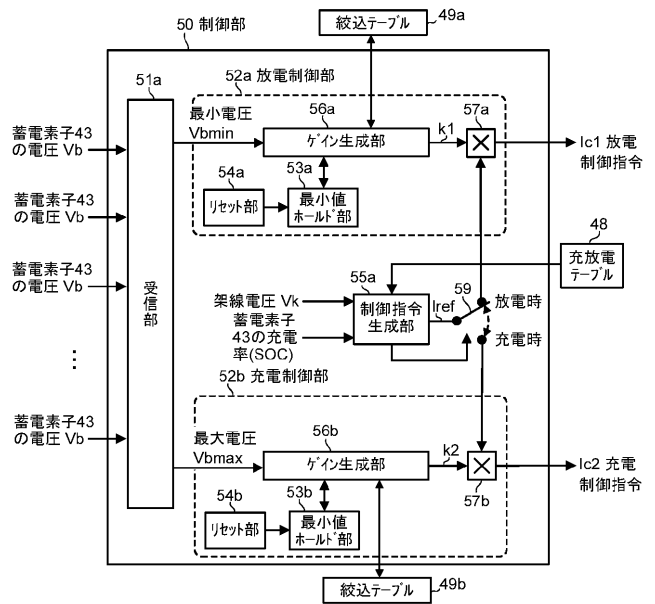 50 制御部
絞込テーブル
49a
51a
52a 放電制御部
最小電圧
Vbmin
56a
ゲイン生成部
k1
57a
×
Ic1 放電
制御指令
蓄電素子43
の電圧 Vb
蓄電素子43
の電圧 Vb
蓄電素子43
の電圧 Vb
⋮
蓄電素子43
の電圧 Vb
受信部
54a
リセット部
53a
最小値
ホールド部
48
充放電
テーブル
架線電圧 Vk
蓄電素子
43の充電
率(SOC)
55a
制御指令
生成部
Iref
59
放電時
充電時
52b 充電制御部
最大電圧
Vbmax
56b
ゲイン生成部
k2
×
57b
Ic2 充電
制御指令
54b
リセット部
53b
最小値
ホールド部
絞込テーブル
49b